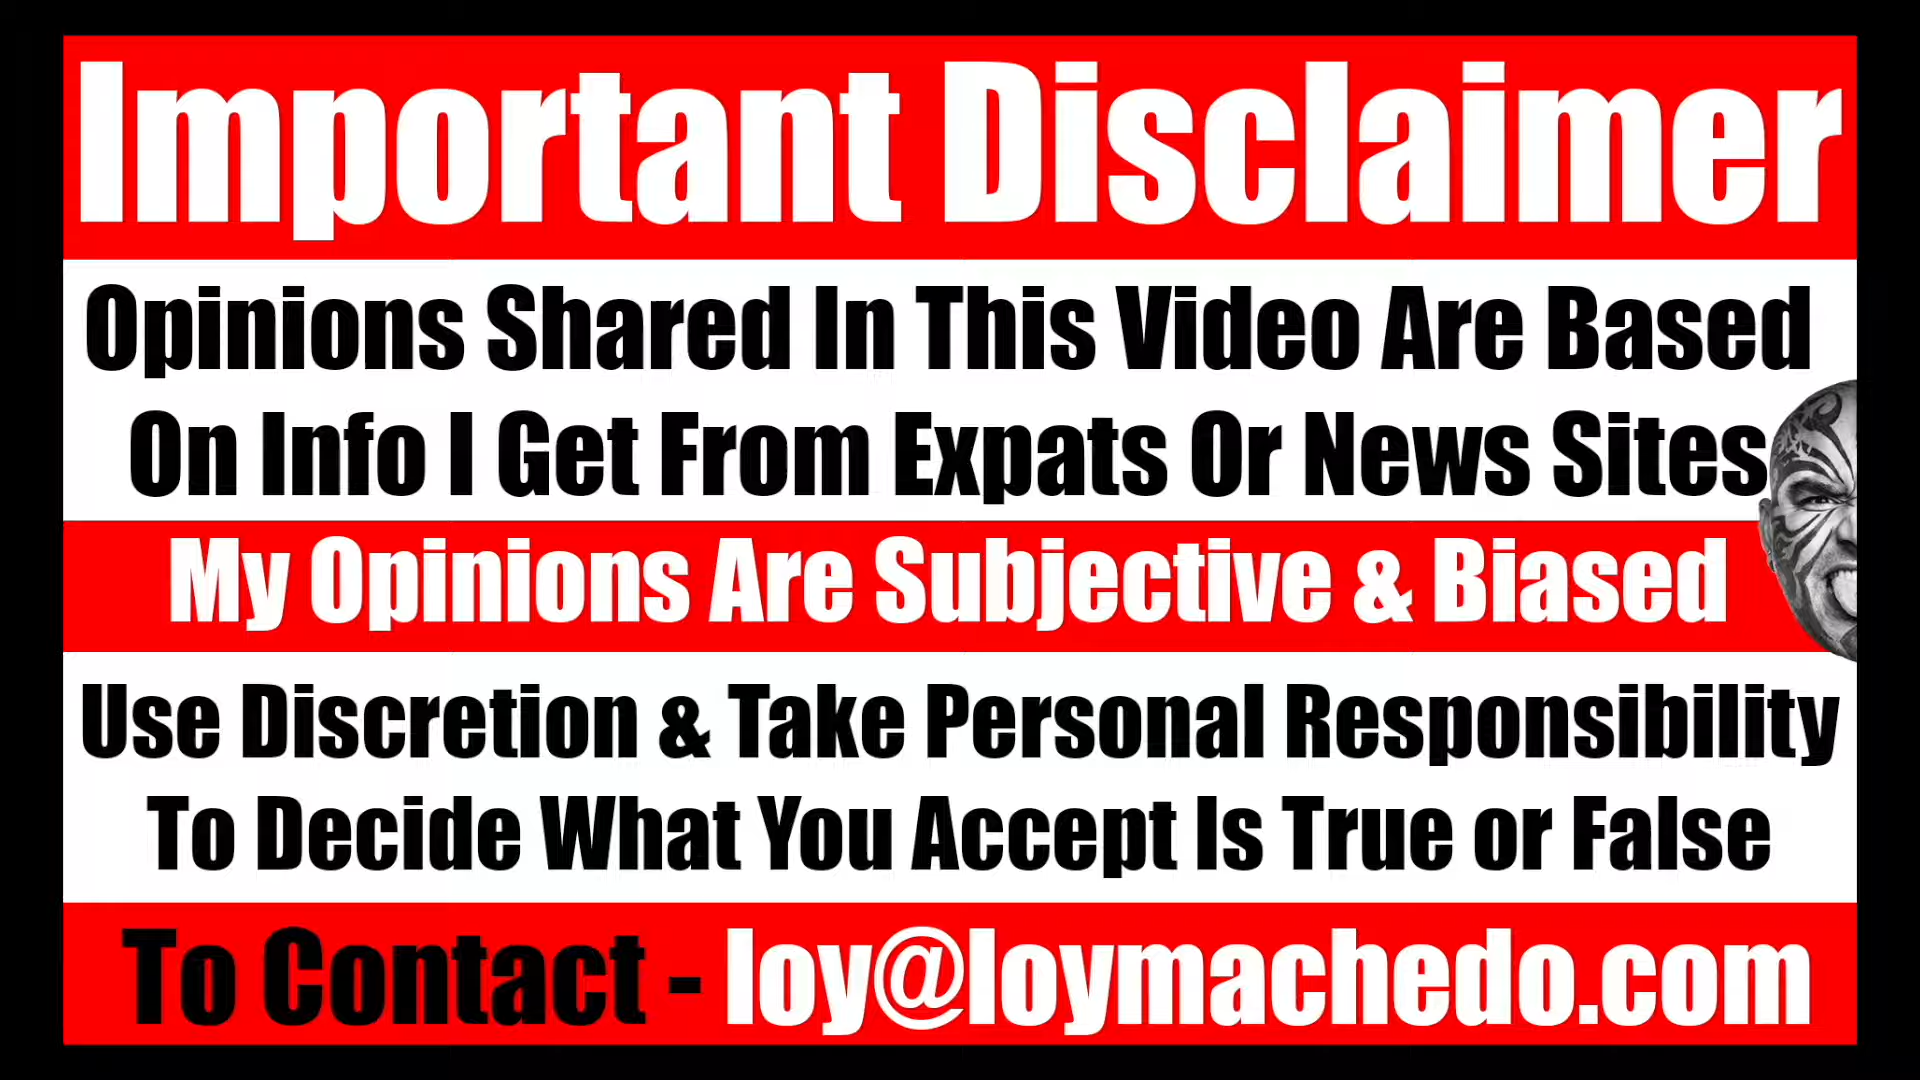 Important Disclaimer
Opinions Shared In This Video Are Based
On Info I Get From Expats Or News Sites
My Opinions Are Subjective & Biased
Use Discretion & Take Personal Responsibility
To Decide What You Accept Is True or False
To Contact - loy@loymachedo.com